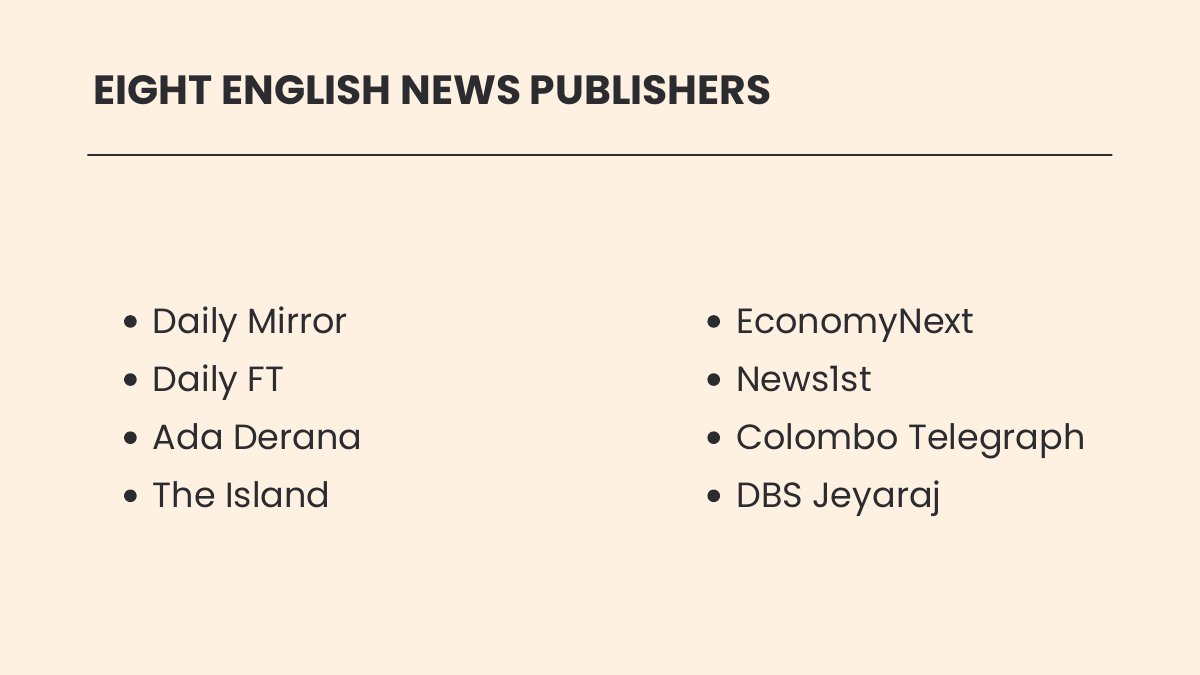 EIGHT ENGLISH NEWS PUBLISHERS
Daily Mirror
Daily FT
Ada Derana
The Island
EconomyNext
News1st
Colombo Telegraph
DBS Jeyaraj